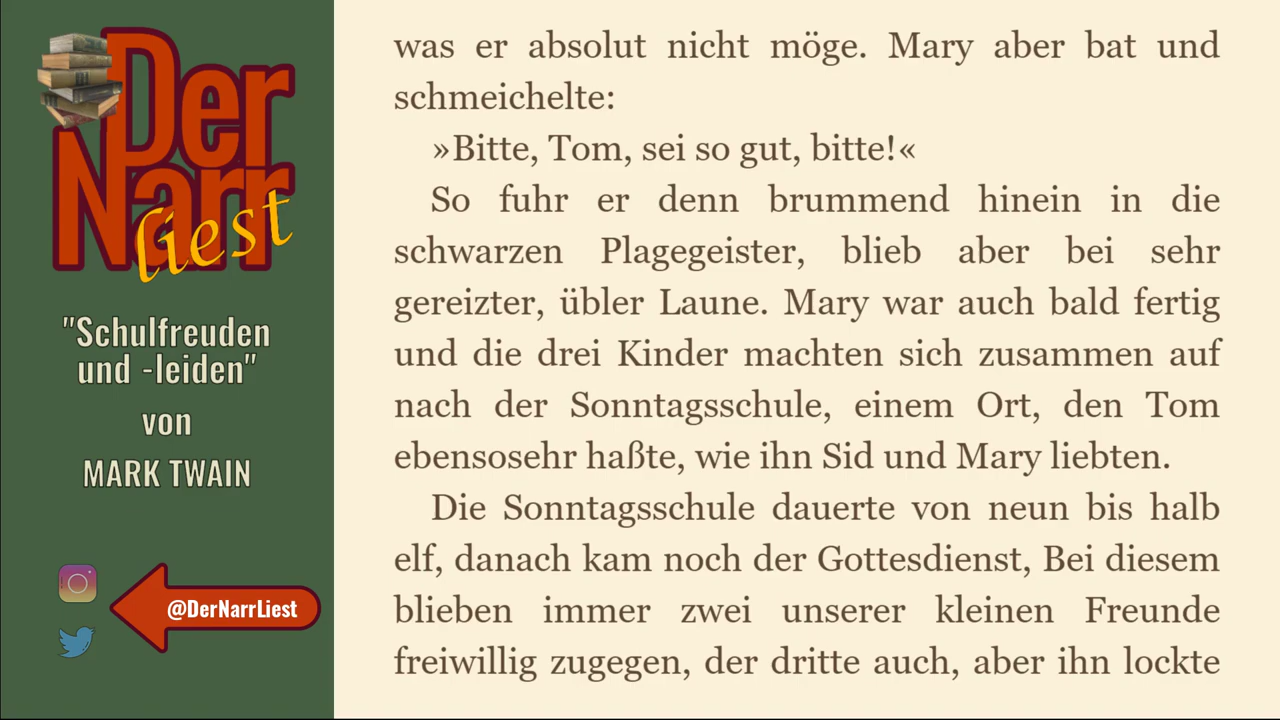 Der
Narr
liest
"Schulfreuden
und -leiden"
von
MARK TWAIN
@DerNarrLiest
was er absolut nicht möge. Mary aber bat und
schmeichelte:
»Bitte, Tom, sei so gut, bitte!«
So fuhr er denn brummend hinein in die
schwarzen Plagegeister, blieb aber bei sehr
gereizter, übler Laune. Mary war auch bald fertig
und die drei Kinder machten sich zusammen auf
nach der Sonntagsschule, einem Ort, den Tom
ebensosehr haßte, wie ihn Sid und Mary liebten.
Die Sonntagsschule dauerte von neun bis halb
elf, danach kam noch der Gottesdienst, Bei diesem
blieben immer zwei unserer kleinen Freunde
freiwillig zugegen, der dritte auch, aber ihn lockte